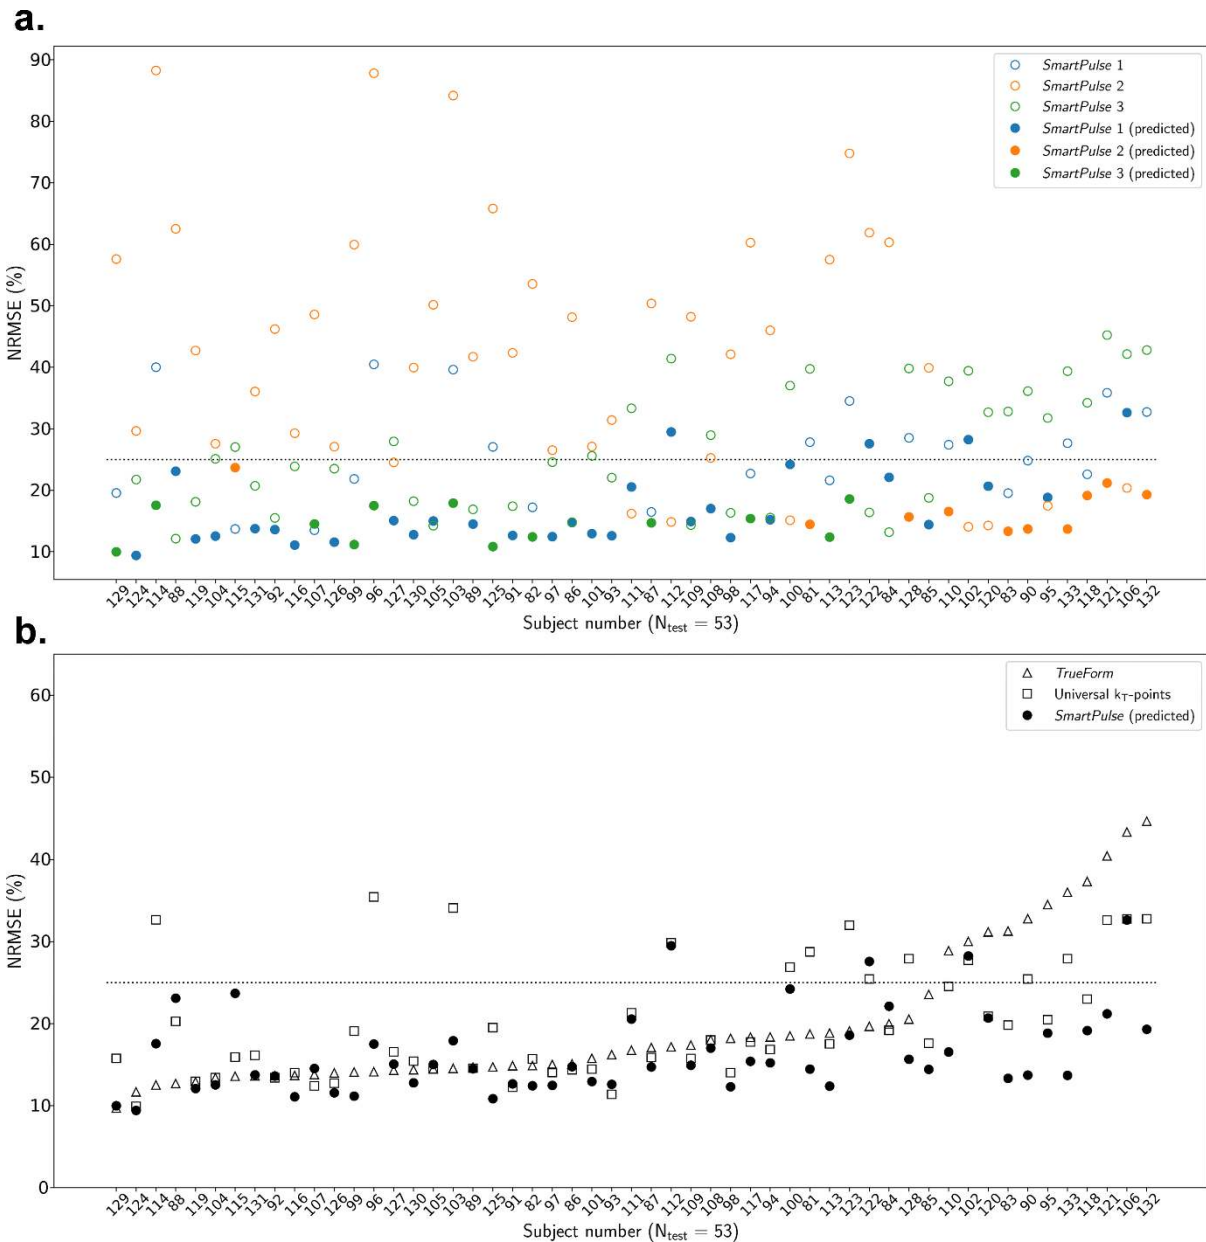 a.
90
80
70
60
50
40
30
20
10
NRMSE (%)
SmartPulse 1
SmartPulse 2
SmartPulse 3
SmartPulse 1 (predicted)
SmartPulse 2 (predicted)
SmartPulse 3 (predicted)
129 124 114 88 119 104 115 131 92 116 107 126 99 96 127 130 105 103 89 125 91 82 97 86 101 93 111 87 112 109 108 98 117 94 100 81 113 123 122 84 128 85 110 102 120 83 90 95 133 118 121 106 132
Subject number (N_test = 53)
b.
60
50
40
30
20
10
0
NRMSE (%)
TrueForm
Universal k_T-points
SmartPulse (predicted)
129 124 114 88 119 104 115 131 92 116 107 126 99 96 127 130 105 103 89 125 91 82 97 86 101 93 111 87 112 109 108 98 117 94 100 81 113 123 122 84 128 85 110 102 120 83 90 95 133 118 121 106 132
Subject number (N_test = 53)